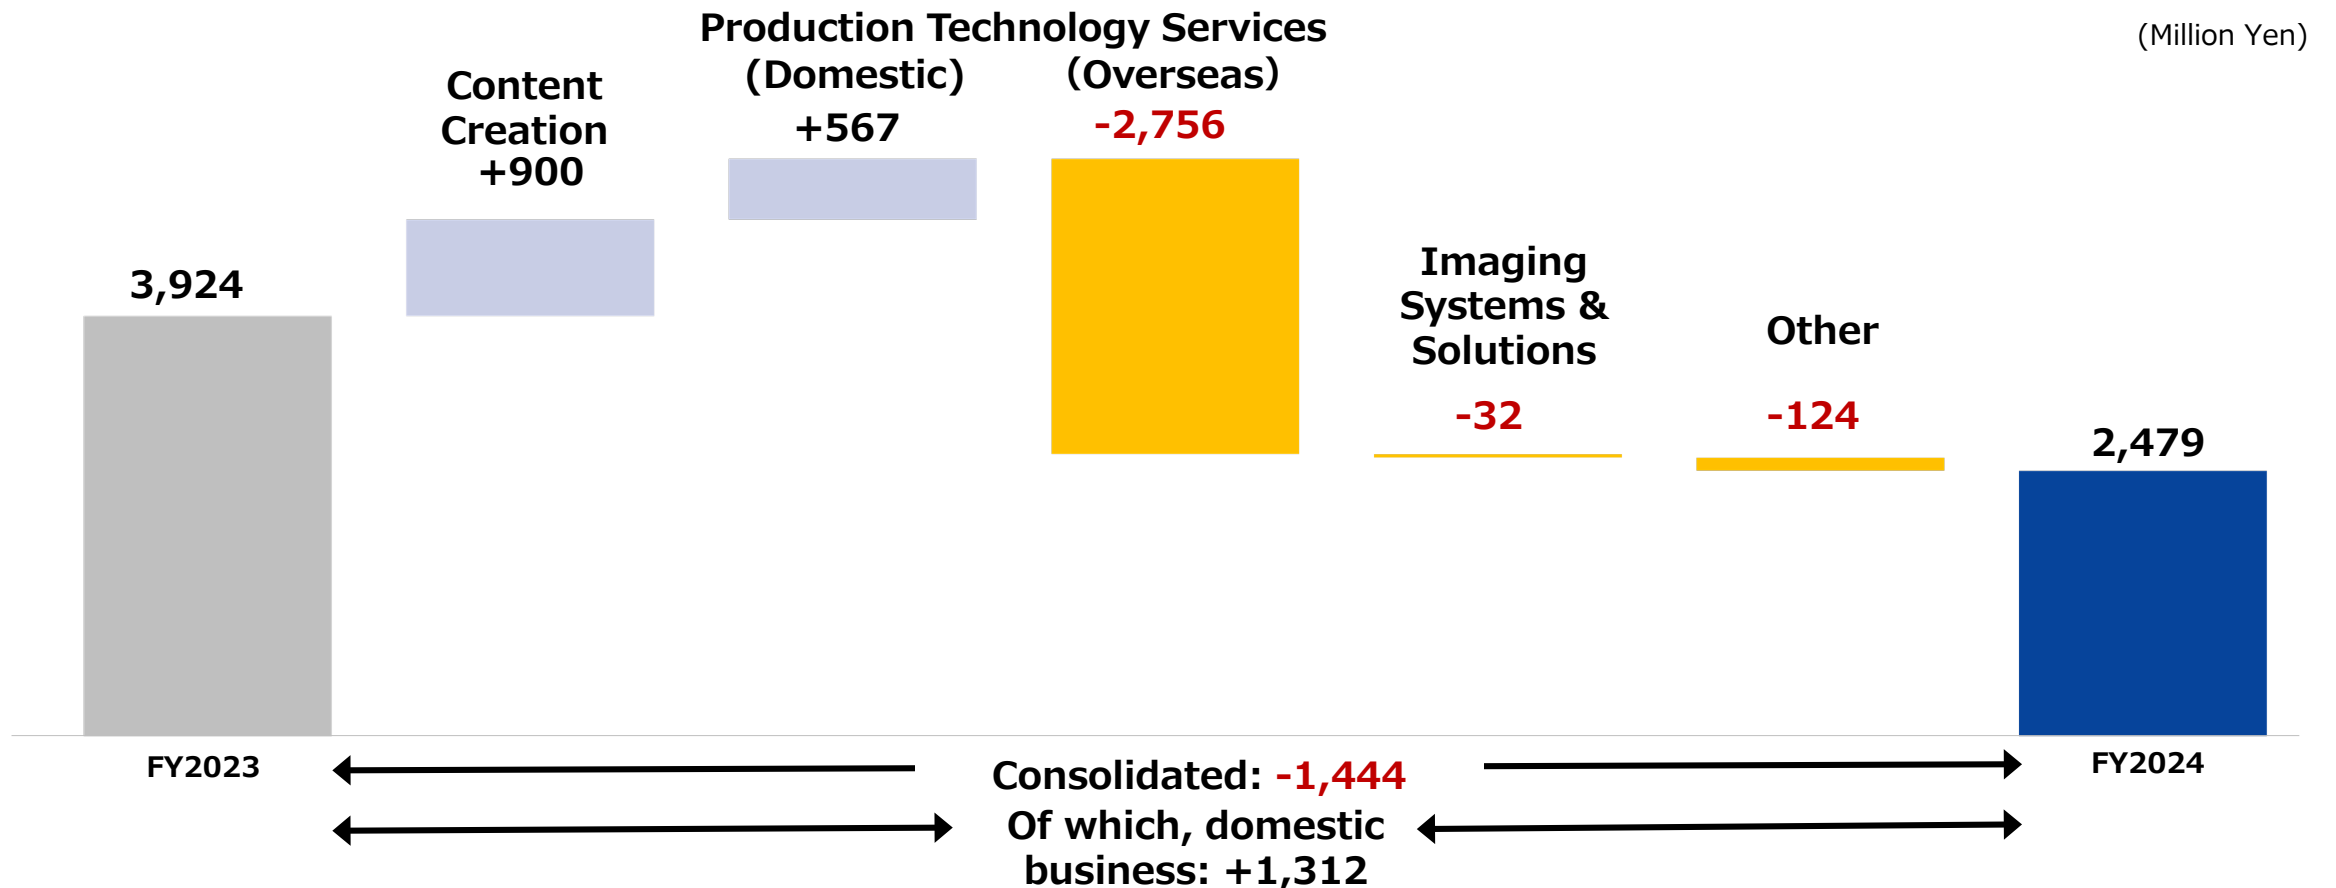 (Million Yen)
Production Technology Services
(Domestic)
(Overseas)
+567
-2,756
Content
Creation
+900
3,924
Imaging
Systems &
Solutions
-32
Other
-124
2,479
FY2023
FY2024
Consolidated: -1,444
Of which, domestic
business: +1,312